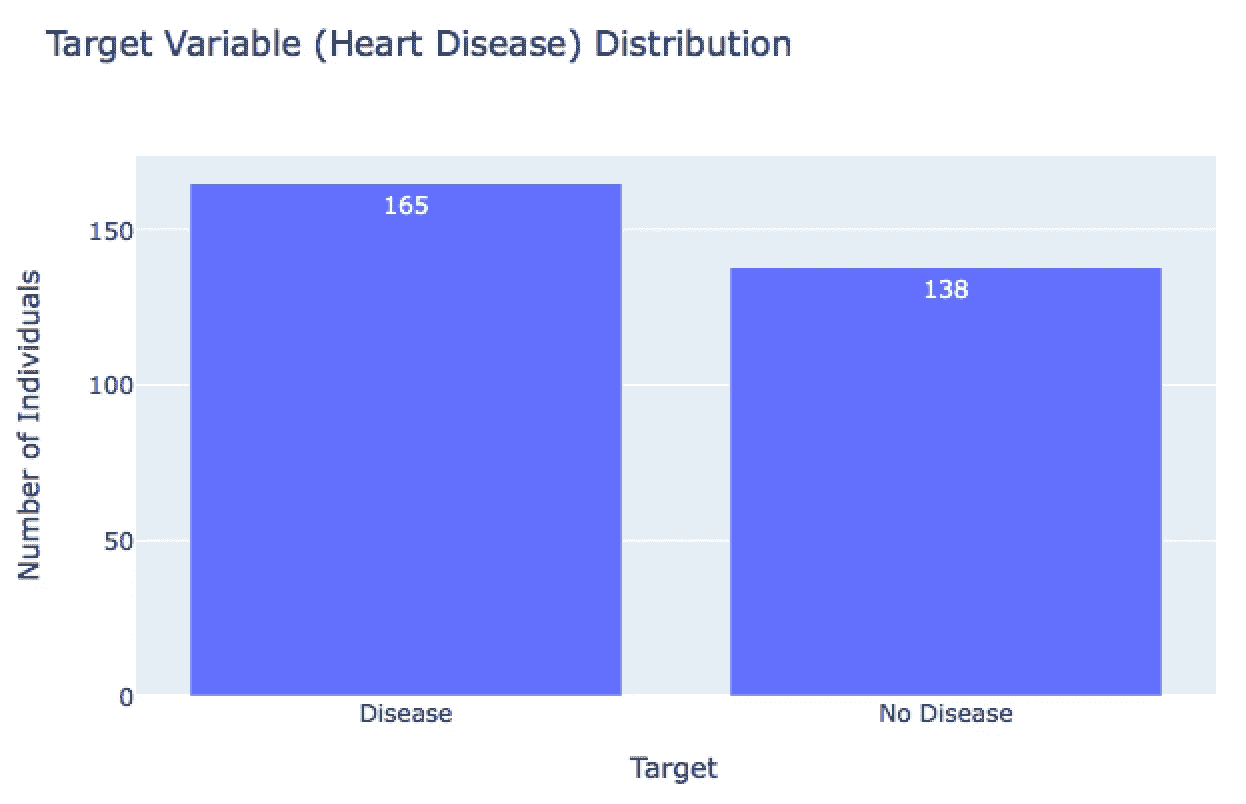 Target Variable (Heart Disease) Distribution
165
150
138
Number of Individuals
100
50
0
Disease
No Disease
Target